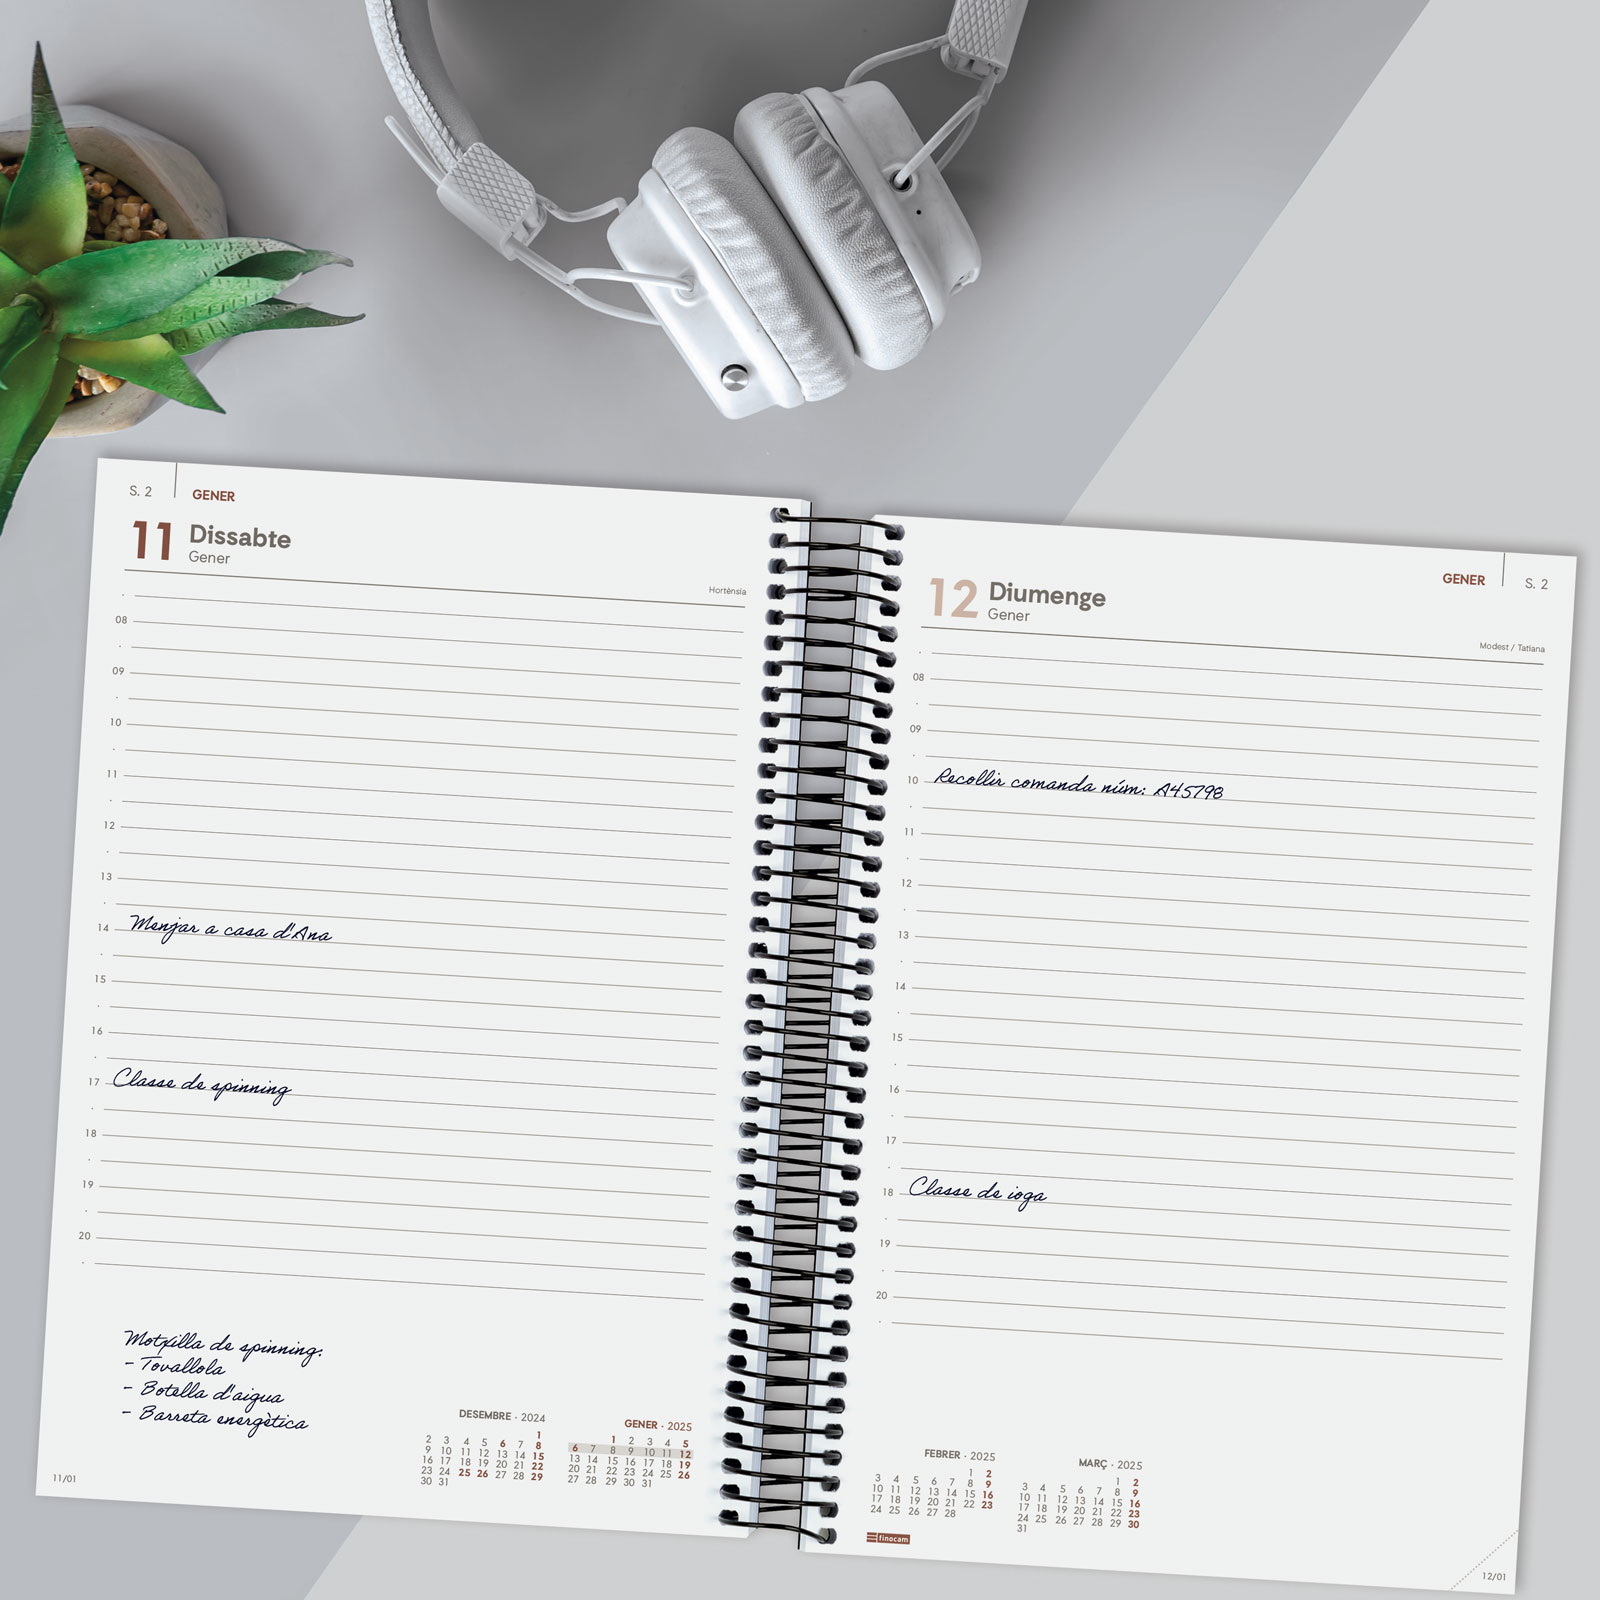 S. 2 GENER
11 Dissabte
Gener
Hortènsia
08
09
10
11
12
13
14 Menjar a casa d'Ana
15
16
17 Classe de spinning
18
19
20
Motxilla de spinning:
- Tovallola
- Botella d'aigua
- Barreta energètica
DESEMBRE · 2024
1
2 3 4 5 6 7 8
9 10 11 12 13 14 15
16 17 18 19 20 21 22
23 24 25 26 27 28 29
30 31
GENER · 2025
1 2 3 4 5
6 7 8 9 10 11 12
13 14 15 16 17 18 19
20 21 22 23 24 25 26
27 28 29 30 31
11/01
GENER S. 2
12 Diumenge
Gener
Modest / Tatiana
08
09
10 Recollir comanda núm: A45798
11
12
13
14
15
16
17
18 Classe de ioga
19
20
FEBRER · 2025
1 2
3 4 5 6 7 8 9
10 11 12 13 14 15 16
17 18 19 20 21 22 23
24 25 26 27 28
MARÇ · 2025
1 2
3 4 5 6 7 8 9
10 11 12 13 14 15 16
17 18 19 20 21 22 23
24 25 26 27 28 29 30
31
finocam
12/01